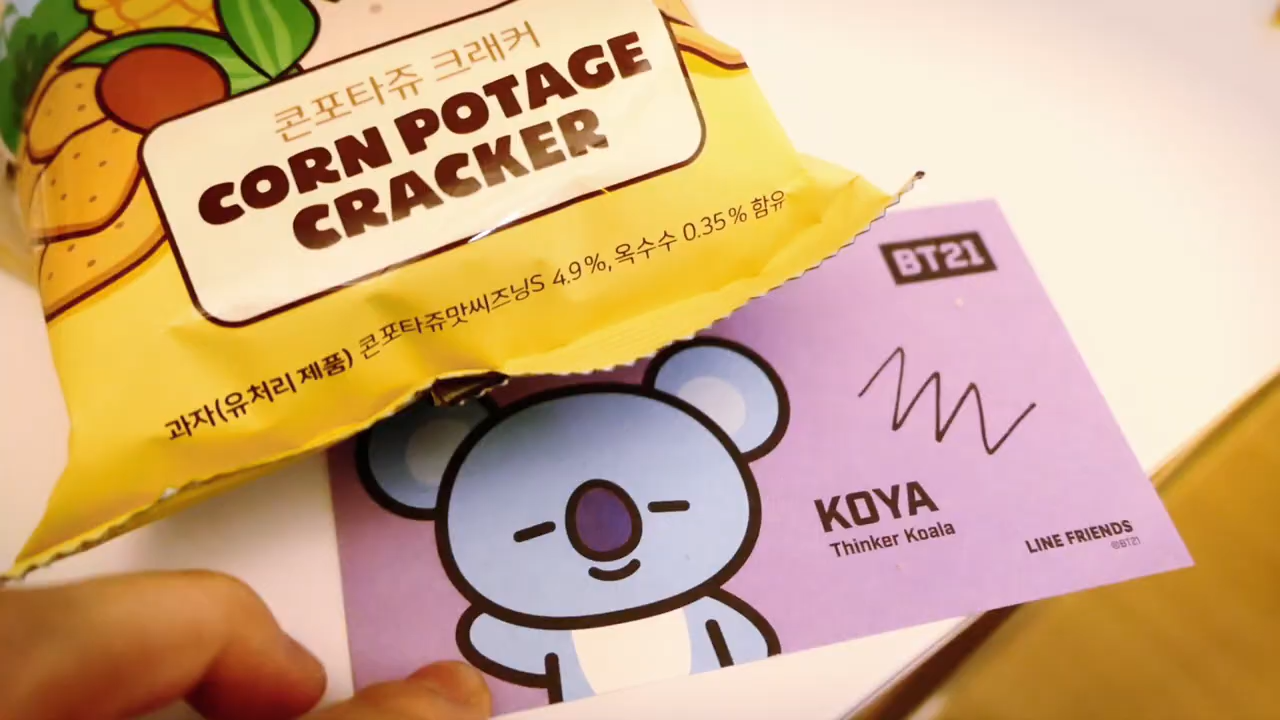 콘포타쥬 크래커
CORN POTAGE
CRACKER
과자(유처리 제품) 콘포타쥬맛씨즈닝S 4.9%, 옥수수 0.35% 함유
BT21
KOYA
Thinker Koala
LINE FRIENDS
@BT21